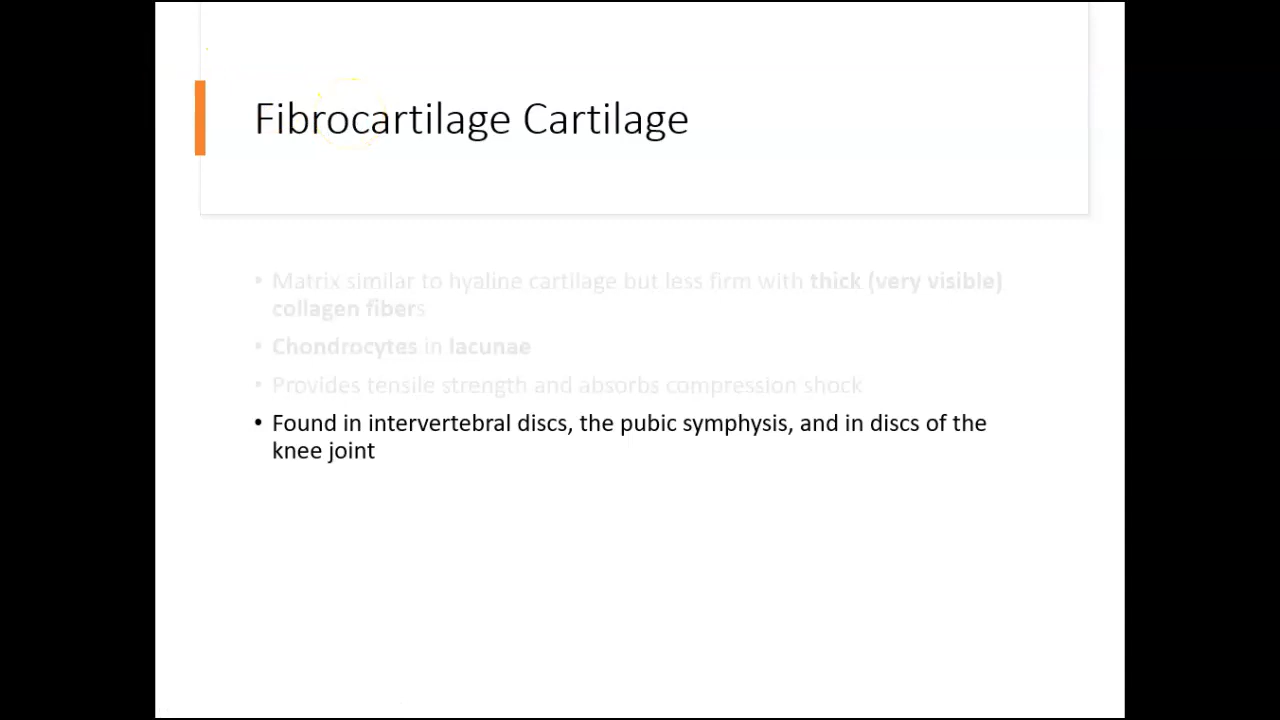 Fibrocartilage Cartilage
• Matrix similar to hyaline cartilage but less firm with thick (very visible)
collagen fibers
• Chondrocytes in lacunae
• Provides tensile strength and absorbs compression shock
• Found in intervertebral discs, the pubic symphysis, and in discs of the
knee joint